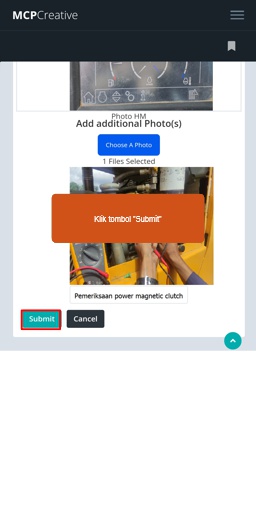 MCPCreative
Photo HM
Add additional Photo(s)
Choose A Photo
1 Files Selected
Klik tombol "Submit"
Pemeriksaan power magnetic clutch
Submit
Cancel